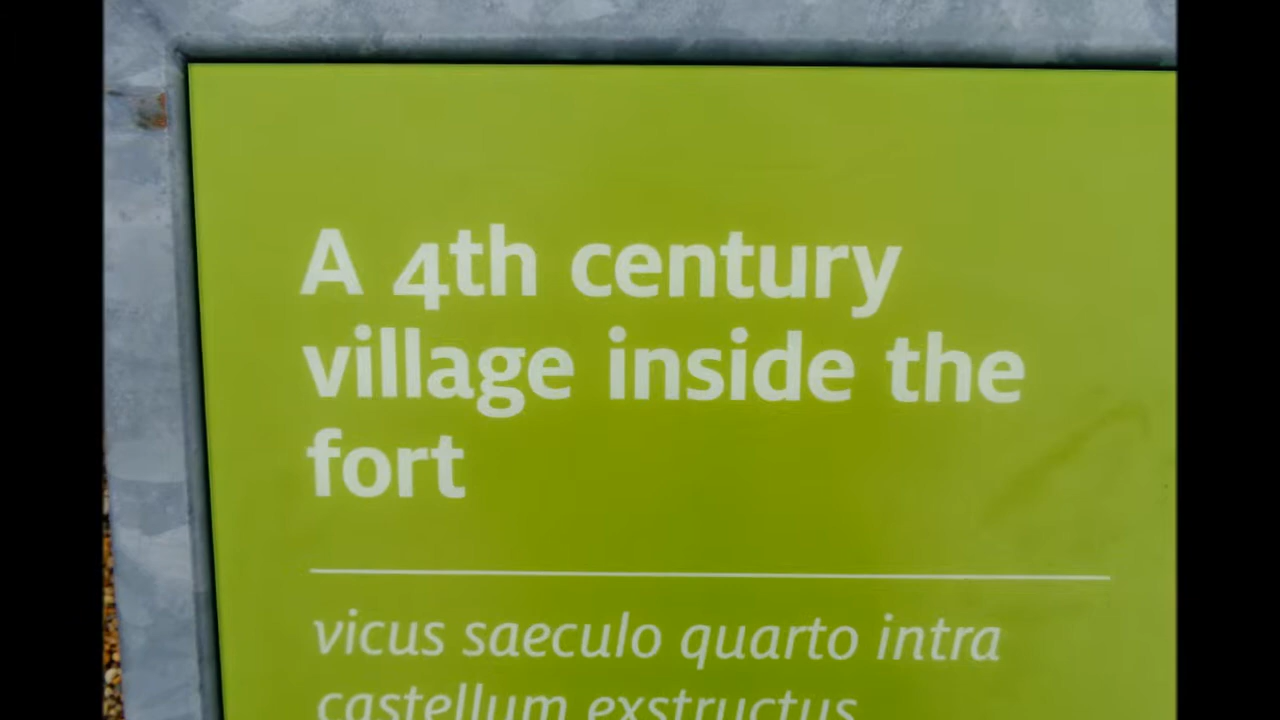 A 4th century
village inside the
fort
vicus saeculo quarto intra
castellum exstructus